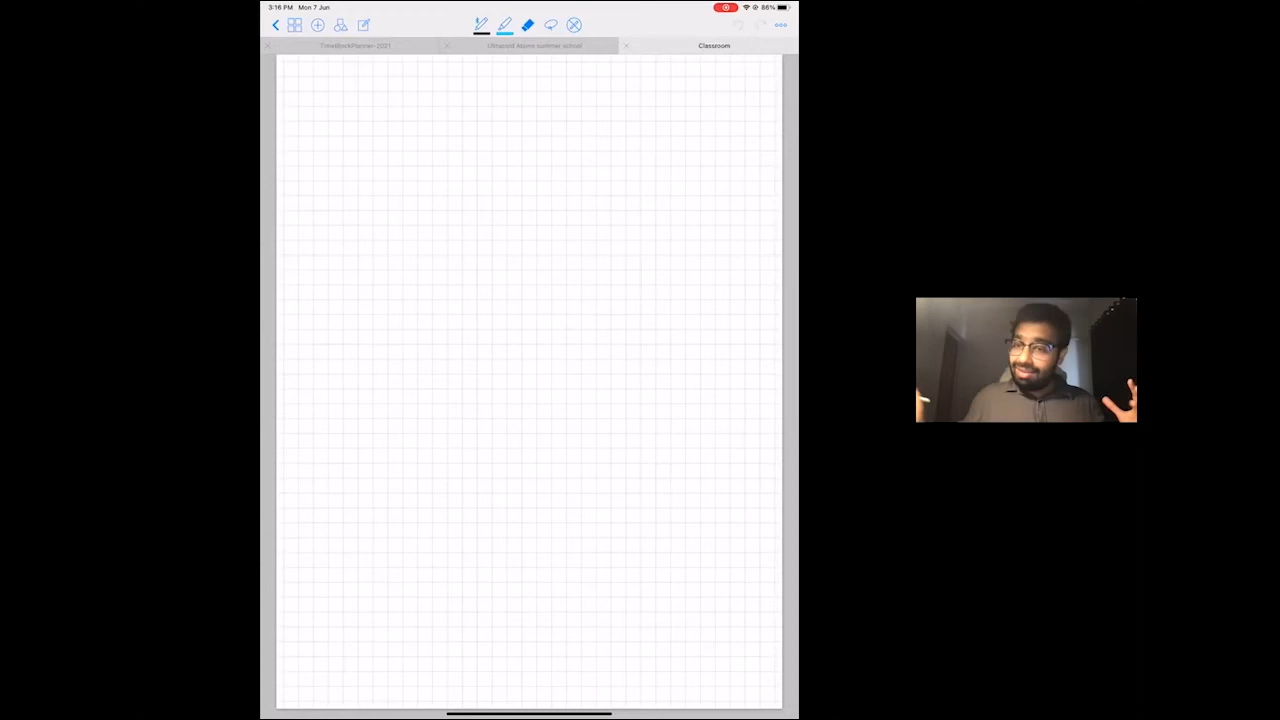 3:16 PM Mon 7 Jun
86%
TimeBlockPlanner-2021
Ultracold Atoms summer school
Classroom